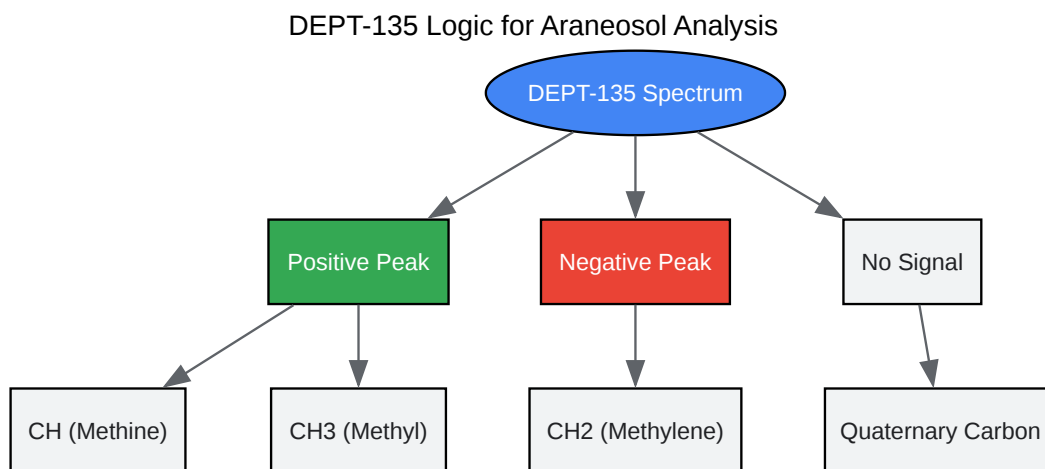 DEPT-135 Logic for Araneosol Analysis
DEPT-135 Spectrum
Positive Peak
Negative Peak
No Signal
CH (Methine)
CH3 (Methyl)
CH2 (Methylene)
Quaternary Carbon